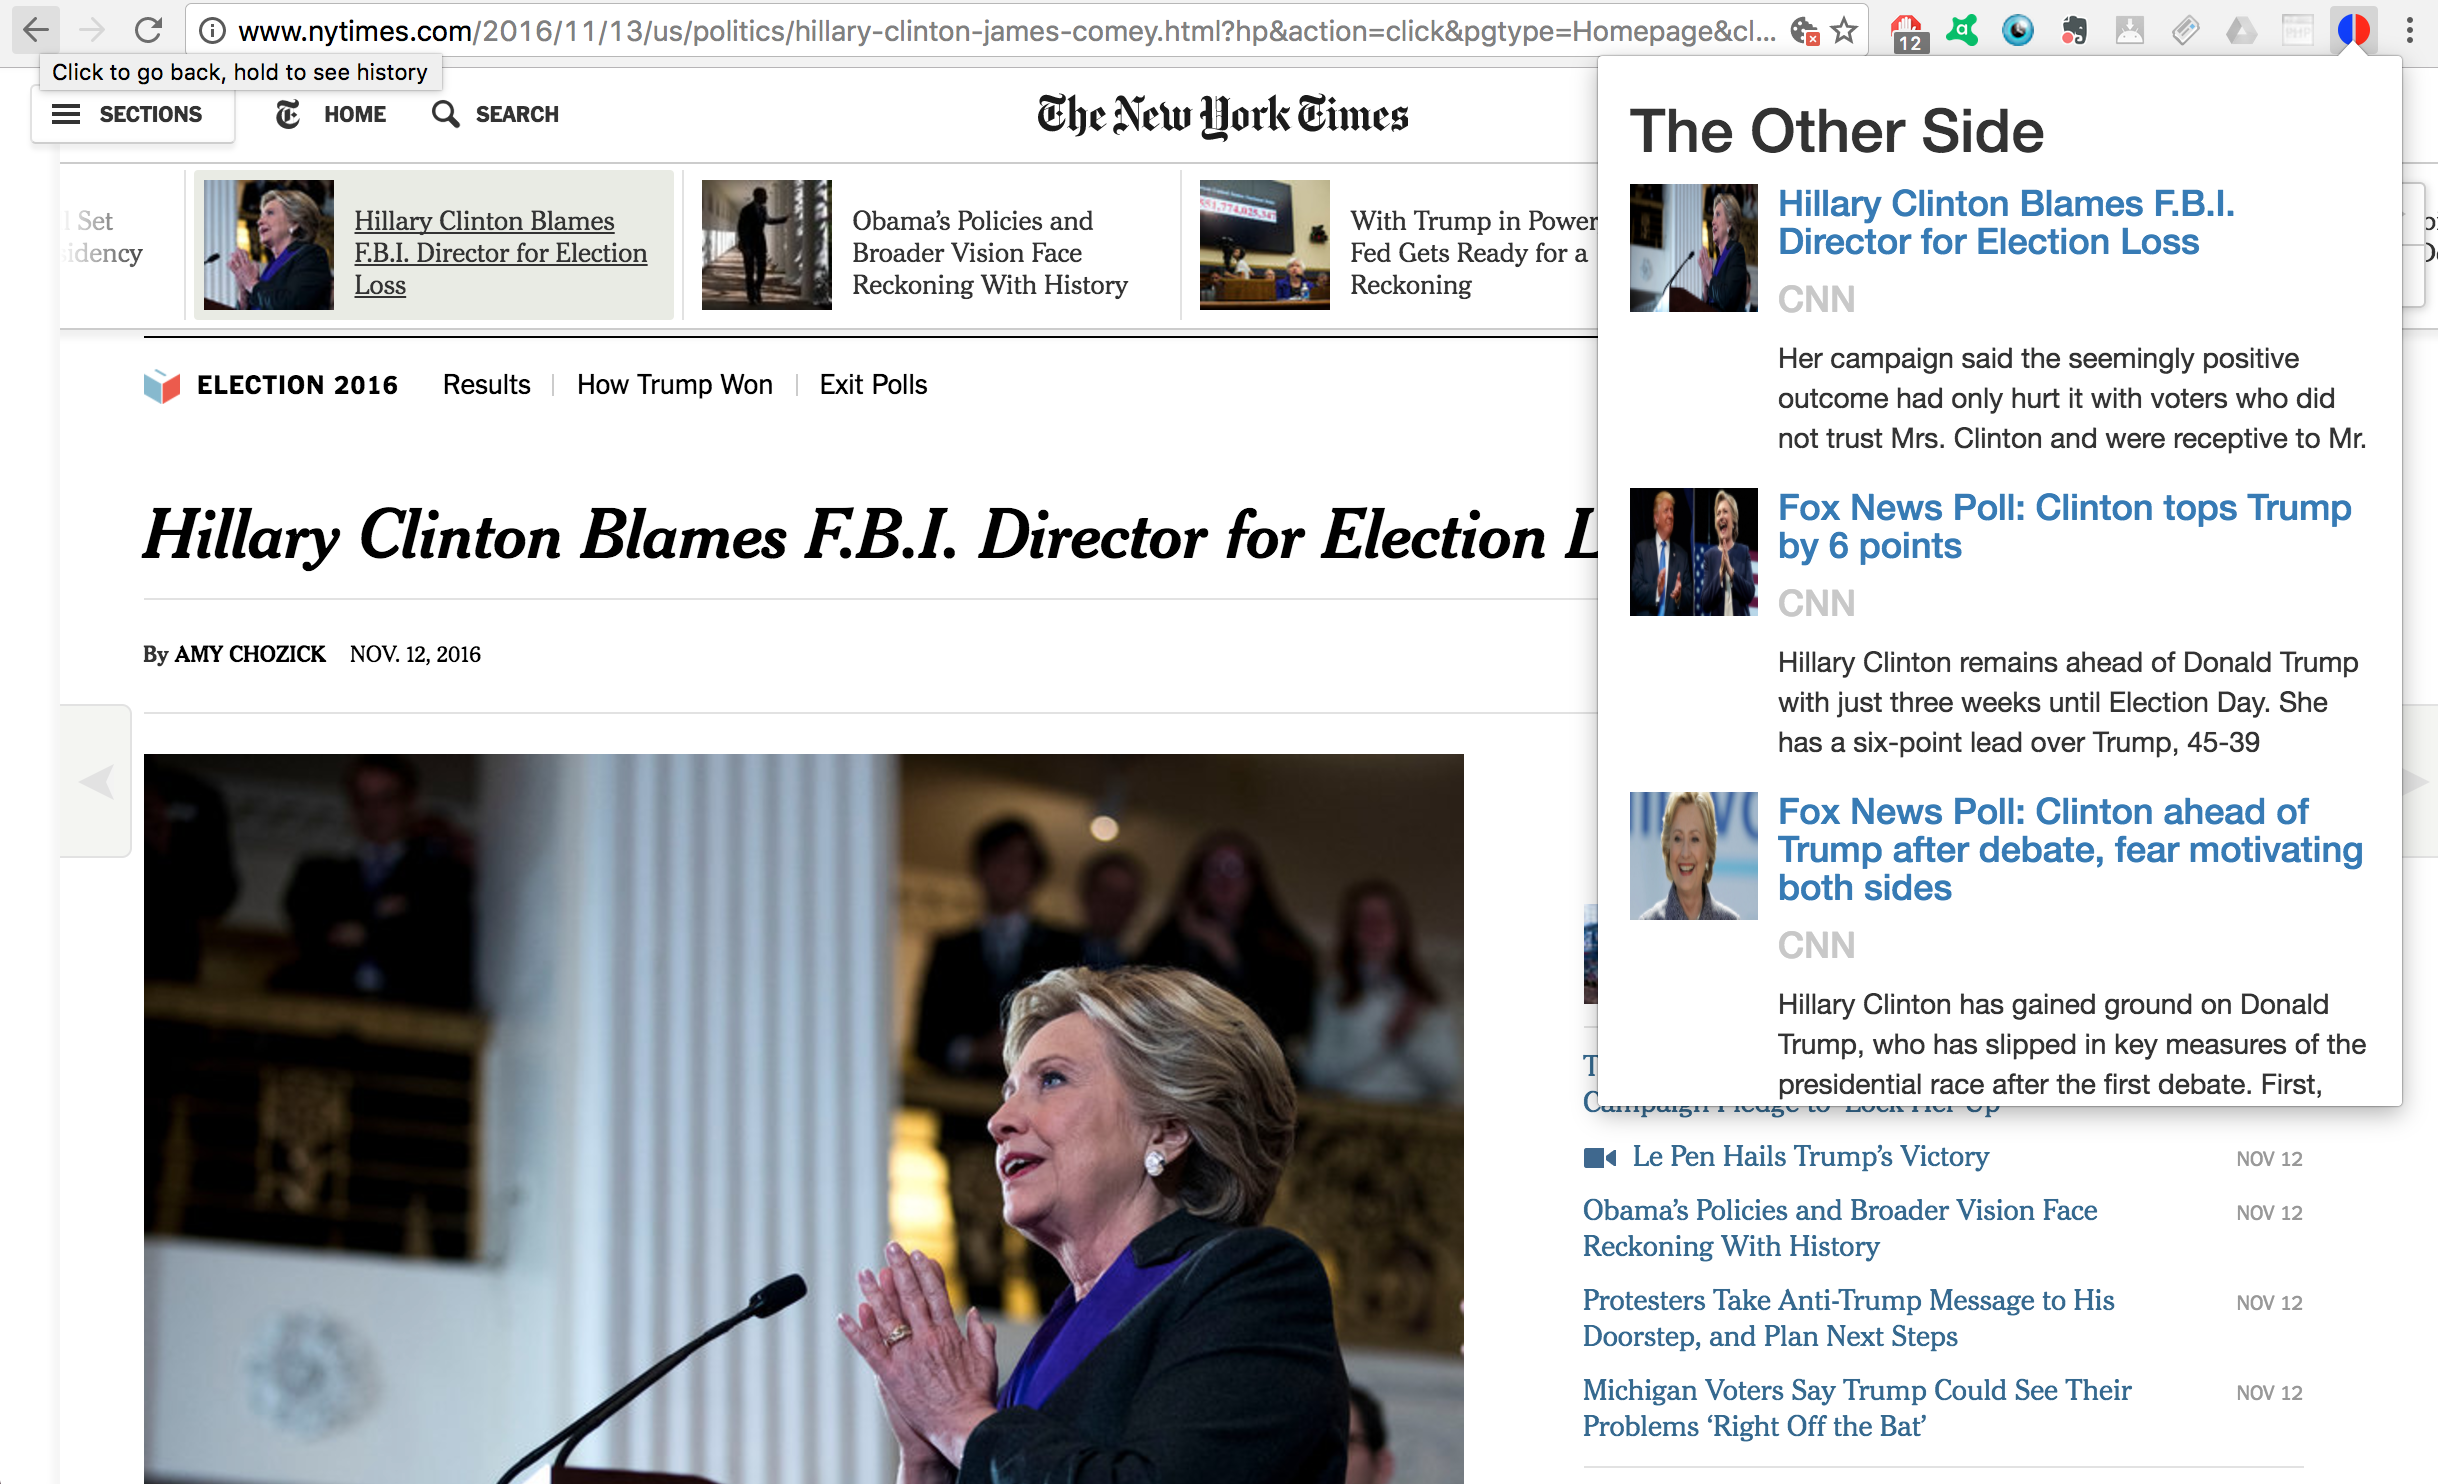 www.nytimes.com/2016/11/13/us/politics/hillary-clinton-james-comey.html?hp&action=click&pgtype=Homepage&cl...
12
Click to go back, hold to see history
SECTIONS
HOME
SEARCH
The New York Times
l Set
sidency
Hillary Clinton Blames
F.B.I. Director for Election
Loss
Obama's Policies and
Broader Vision Face
Reckoning With History
With Trump in Power
Fed Gets Ready for a
Reckoning
ELECTION 2016
Results
How Trump Won
Exit Polls
Hillary Clinton Blames F.B.I. Director for Election L
By AMY CHOZICK NOV. 12, 2016
The Other Side
Hillary Clinton Blames F.B.I.
Director for Election Loss
CNN
Her campaign said the seemingly positive
outcome had only hurt it with voters who did
not trust Mrs. Clinton and were receptive to Mr.
Fox News Poll: Clinton tops Trump
by 6 points
CNN
Hillary Clinton remains ahead of Donald Trump
with just three weeks until Election Day. She
has a six-point lead over Trump, 45-39
Fox News Poll: Clinton ahead of
Trump after debate, fear motivating
both sides
CNN
Hillary Clinton has gained ground on Donald
Trump, who has slipped in key measures of the
presidential race after the first debate. First,
Campaign Pledge to 'Lock Her Up'
Le Pen Hails Trump's Victory NOV 12
Obama's Policies and Broader Vision Face NOV 12
Reckoning With History
Protesters Take Anti-Trump Message to His NOV 12
Doorstep, and Plan Next Steps
Michigan Voters Say Trump Could See Their NOV 12
Problems 'Right Off the Bat'